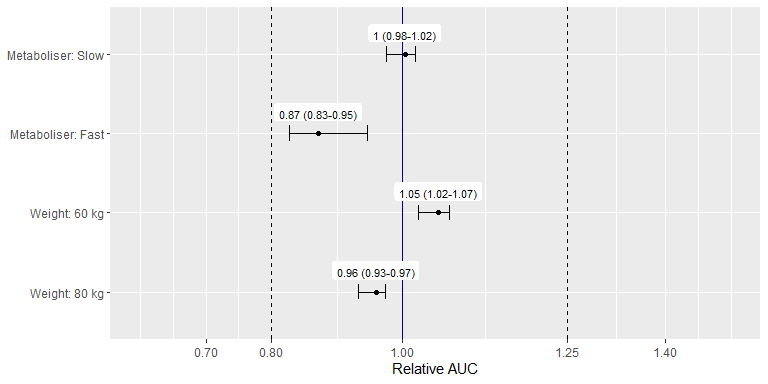 1 (0.98-1.02)
Metaboliser: Slow
0.87 (0.83-0.95)
Metaboliser: Fast
1.05 (1.02-1.07)
Weight: 60 kg
0.96 (0.93-0.97)
Weight: 80 kg
0.70 0.80 1.00 1.25 1.40
Relative AUC